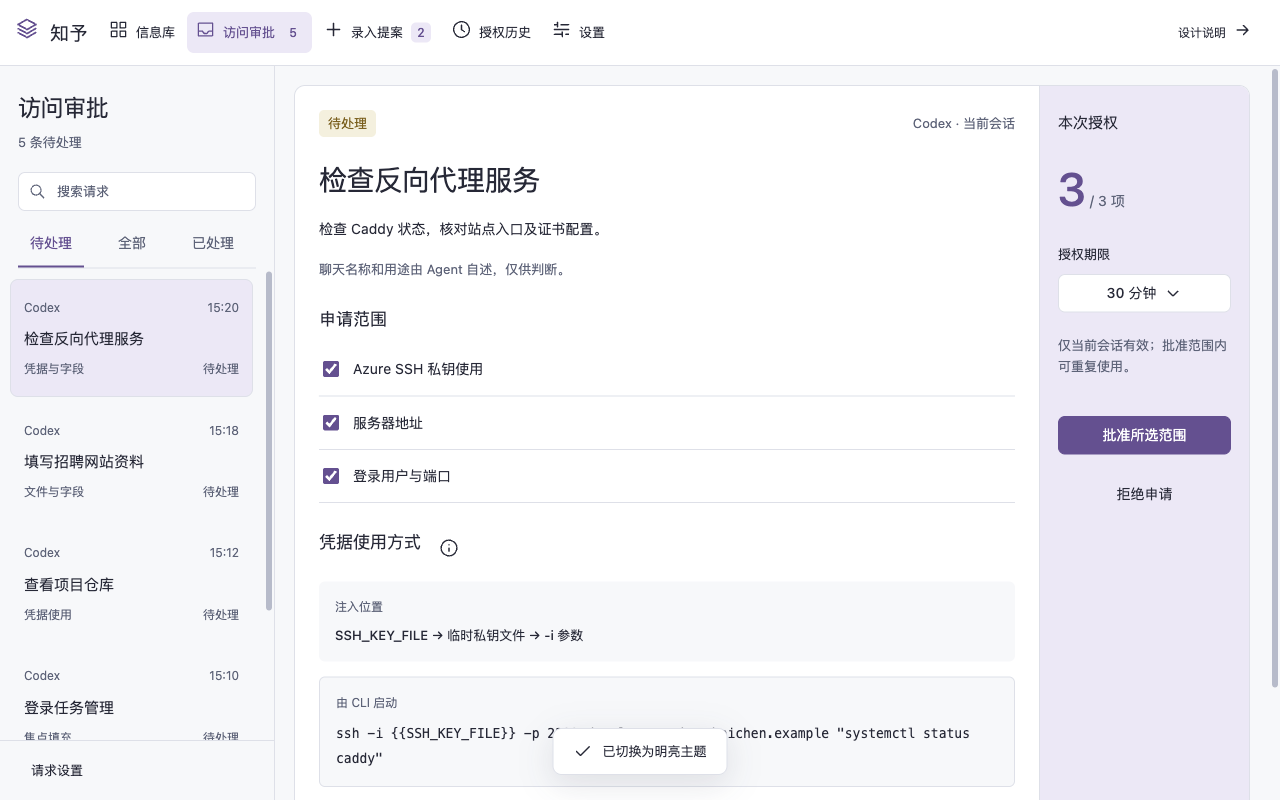 知予
信息库
访问审批 5
录入提案 2
授权历史
设置
设计说明
访问审批
5 条待处理
搜索请求
待处理 全部 已处理
Codex 15:20
检查反向代理服务
凭据与字段 待处理
Codex 15:18
填写招聘网站资料
文件与字段 待处理
Codex 15:12
查看项目仓库
凭据使用 待处理
Codex 15:10
登录任务管理
焦点填充 待处理
请求设置
待处理
Codex · 当前会话
检查反向代理服务
检查 Caddy 状态，核对站点入口及证书配置。
聊天名称和用途由 Agent 自述，仅供判断。
申请范围
Azure SSH 私钥使用
服务器地址
登录用户与端口
凭据使用方式
注入位置
SSH_KEY_FILE → 临时私钥文件 → -i 参数
由 CLI 启动
ssh -i {{SSH_KEY_FILE}} -p "systemctl status
caddy"
已切换为明亮主题
本次授权
3 / 3 项
授权期限
30 分钟
仅当前会话有效；批准范围内
可重复使用。
批准所选范围
拒绝申请